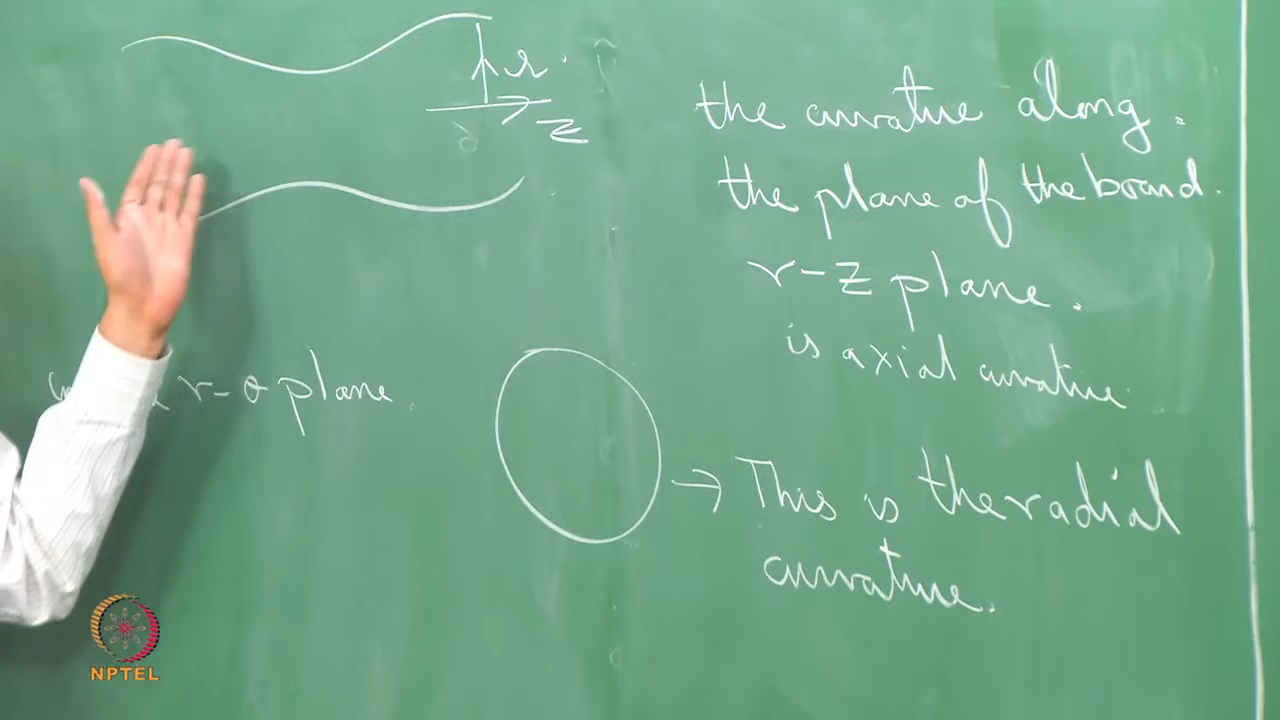 r.
z
the curvature along
the plane of the board.
r-z plane.
is axial curvature
r-θ plane.
→ This is the radial
curvature.
NPTEL